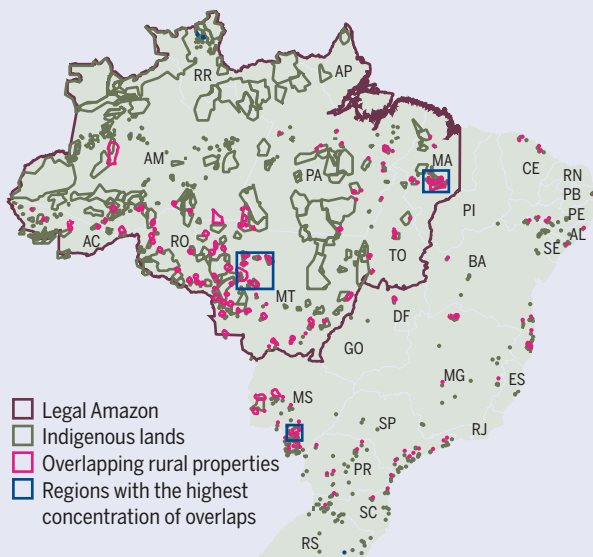 RR
AP
AM
PA
MA
CE
RN
PB
PE
AL
SE
PI
AC
RO
TO
BA
MT
DF
GO
MG
ES
MS
SP
RJ
PR
SC
RS
Legal Amazon
Indigenous lands
Overlapping rural properties
Regions with the highest
concentration of overlaps